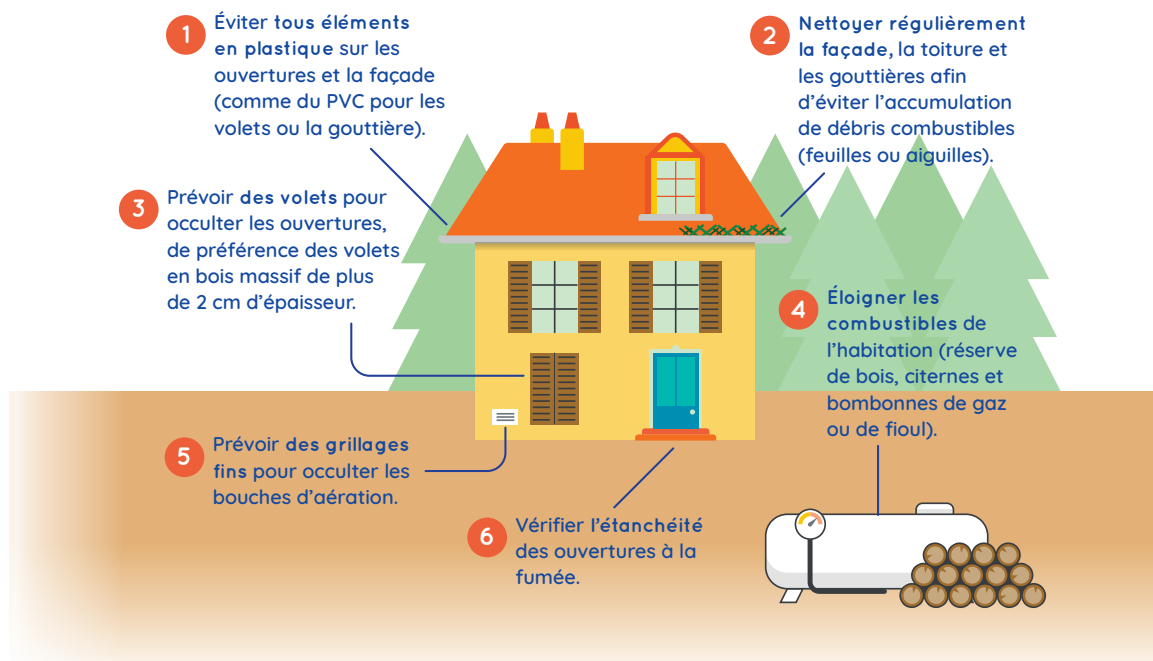 1
Éviter tous éléments
en plastique sur les
ouvertures et la façade
(comme du PVC pour les
volets ou la gouttière).
2
Nettoyer régulièrement
la façade, la toiture et
les gouttières afin
d’éviter l’accumulation
de débris combustibles
(feuilles ou aiguilles).
3
Prévoir des volets pour
occulter les ouvertures,
de préférence des volets
en bois massif de plus
de 2 cm d’épaisseur.
4
Éloigner les
combustibles de
l’habitation (réserve
de bois, citernes et
bombonnes de gaz
ou de fioul).
5
Prévoir des grillages
fins pour occulter les
bouches d’aération.
6
Vérifier l’étanchéité
des ouvertures à la
fumée.